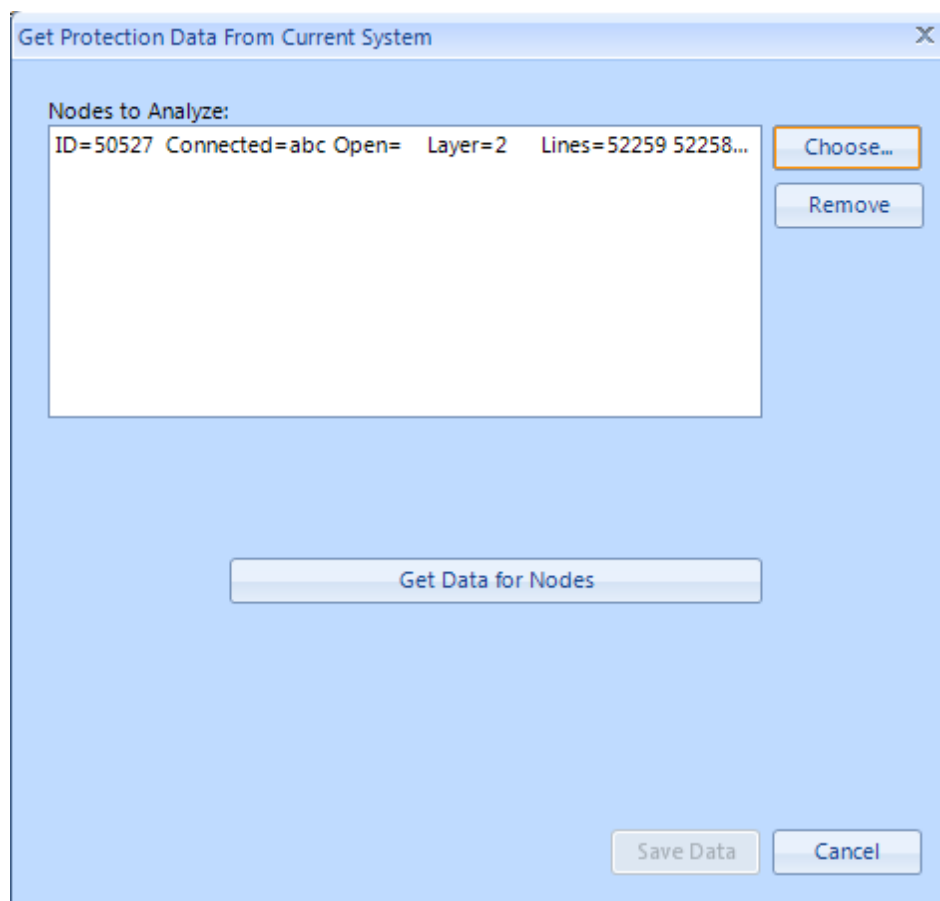 Get Protection Data From Current System
Nodes to Analyze:
ID=50527 Connected=abc Open= Layer=2 Lines=52259 52258...
Choose...
Remove
Get Data for Nodes
Save Data
Cancel